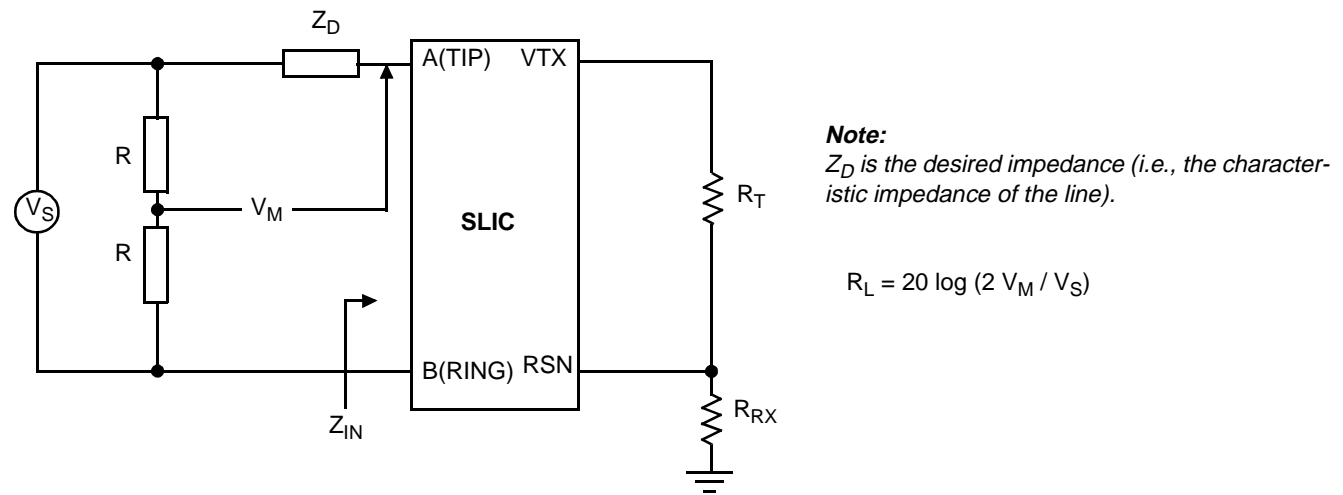 Z_D
A(TIP) VTX
R
V_S
V_M
R
SLIC
R_T
B(RING) RSN
Z_IN
R_RX
Note:
Z_D is the desired impedance (i.e., the character-
istic impedance of the line).
R_L = 20 log (2 V_M / V_S)